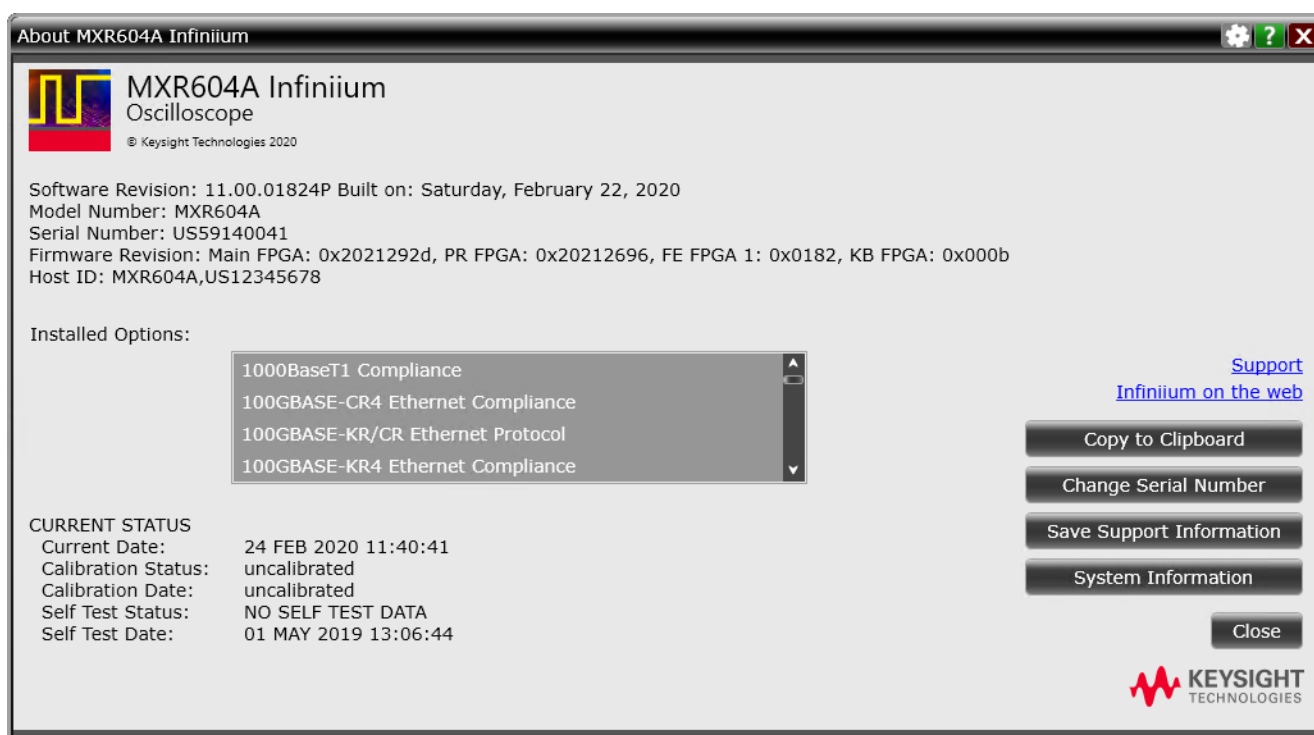 About MXR604A Infiniium
?
X
MXR604A Infiniium
Oscilloscope
© Keysight Technologies 2020
Software Revision: 11.00.01824P Built on: Saturday, February 22, 2020
Model Number: MXR604A
Serial Number: US59140041
Firmware Revision: Main FPGA: 0x2021292d, PR FPGA: 0x20212696, FE FPGA 1: 0x0182, KB FPGA: 0x000b
Host ID: MXR604A,US12345678
Installed Options:
1000BaseT1 Compliance
100GBASE-CR4 Ethernet Compliance
100GBASE-KR/CR Ethernet Protocol
100GBASE-KR4 Ethernet Compliance
Support
Infiniium on the web
Copy to Clipboard
Change Serial Number
Save Support Information
System Information
Close
CURRENT STATUS
Current Date: 24 FEB 2020 11:40:41
Calibration Status: uncalibrated
Calibration Date: uncalibrated
Self Test Status: NO SELF TEST DATA
Self Test Date: 01 MAY 2019 13:06:44
KEYSIGHT
TECHNOLOGIES